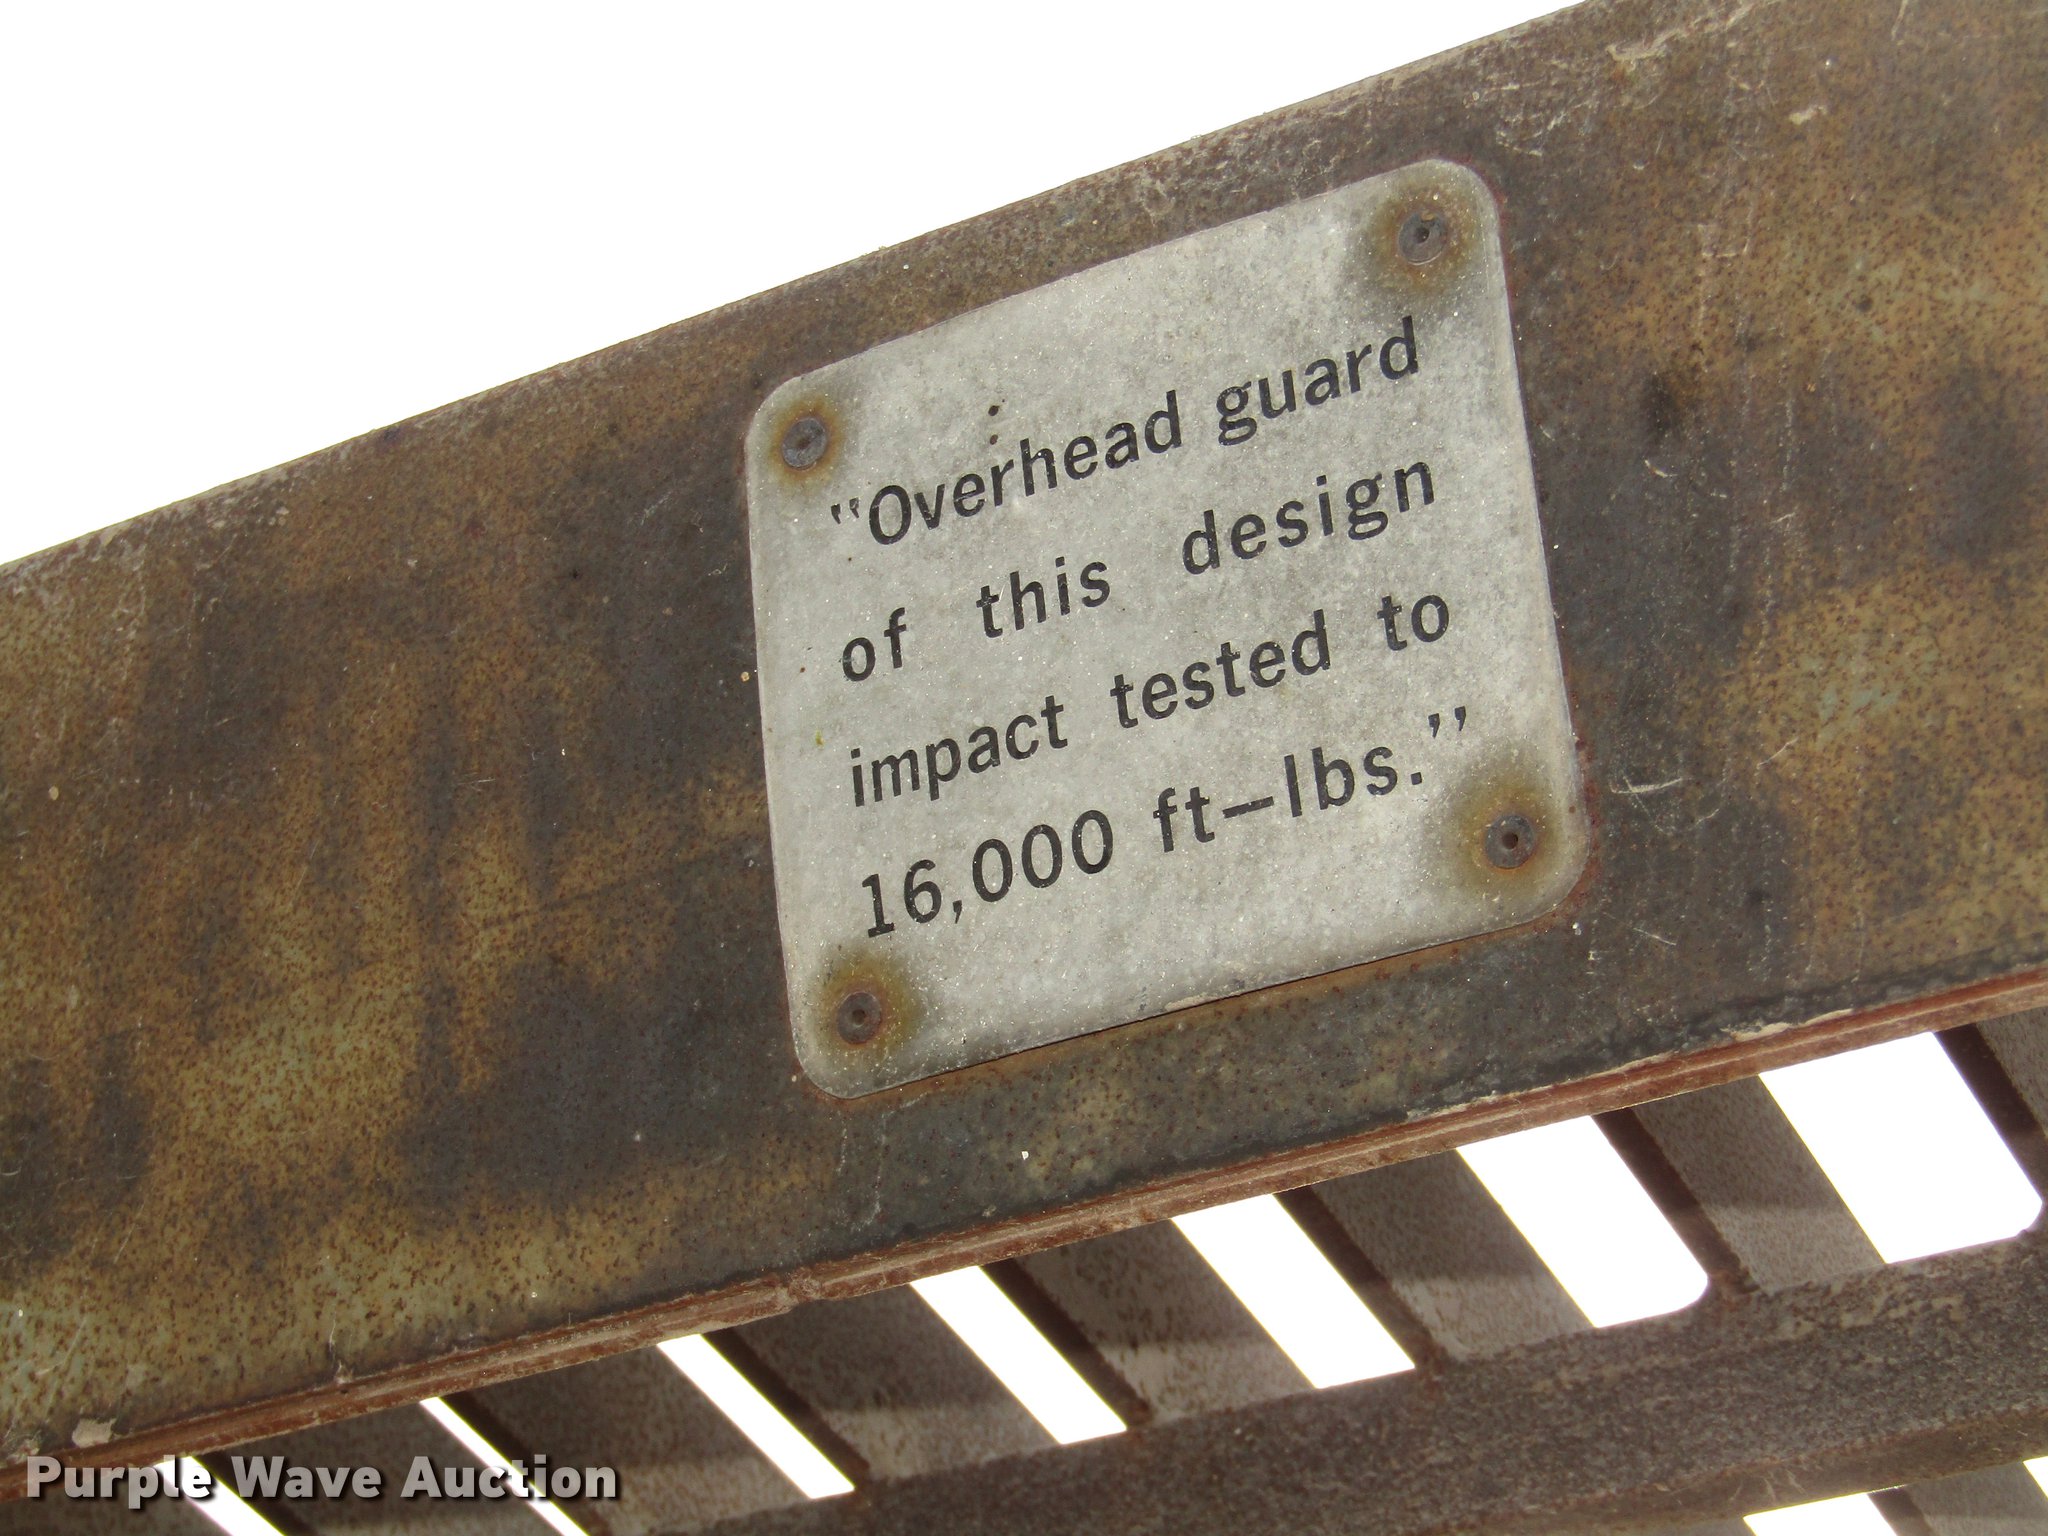 "Overhead guard
of this design
impact tested to
16,000 ft-lbs."
Purple Wave Auction